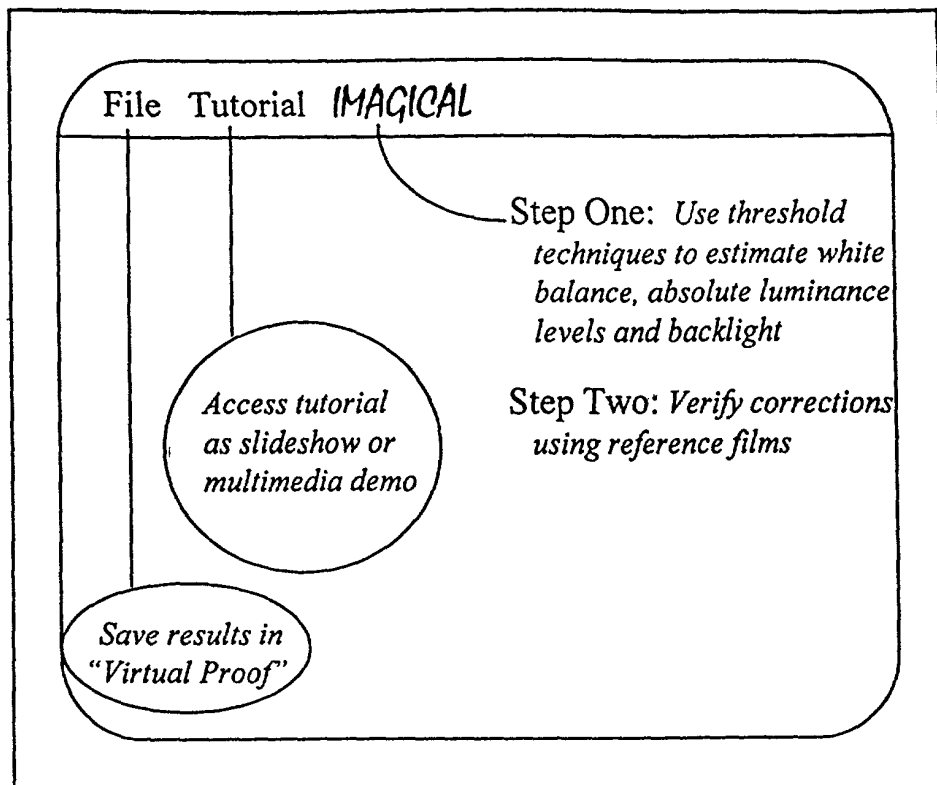 File Tutorial IMAGICAL
Step One: Use threshold
techniques to estimate white
balance, absolute luminance
levels and backlight
Step Two: Verify corrections
using reference films
Access tutorial
as slideshow or
multimedia demo
Save results in
“Virtual Proof”